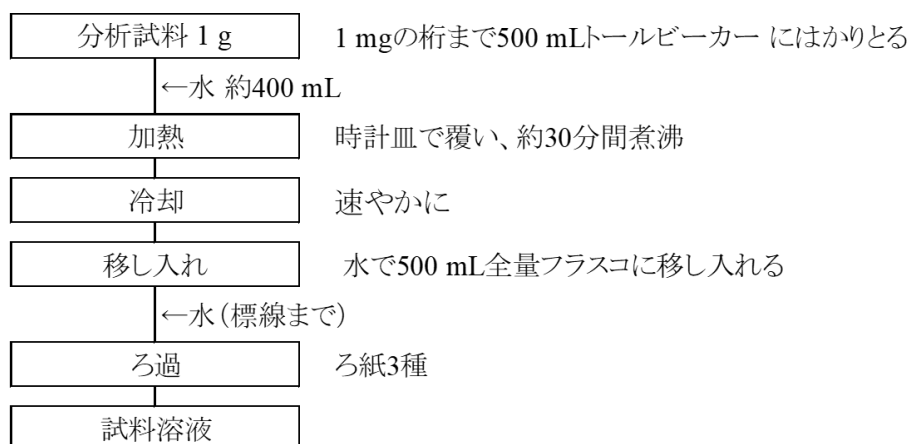 分析試料 1 g 1 mgの桁まで500 mLトールビーカー にはかりとる
←水 約400 mL
加熱 時計皿で覆い、約30分間煮沸
冷却 速やかに
移し入れ 水で500 mL全量フラスコに移し入れる
←水(標線まで)
ろ過 ろ紙3種
試料溶液